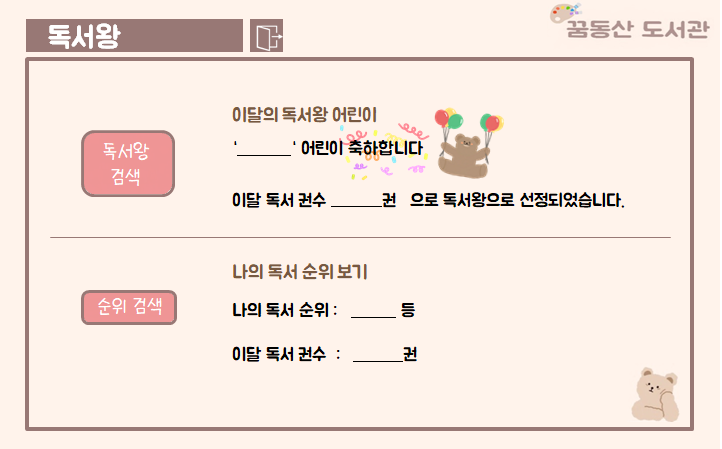 꿈동산 도서관
독서왕
이달의 독서왕 어린이
독서왕
검색
'______' 어린이 축하합니다
이달 독서 권수 ______권 으로 독서왕으로 선정되었습니다.
나의 독서 순위 보기
순위 검색
나의 독서 순위 : _____ 등
이달 독서 권수 : ______권